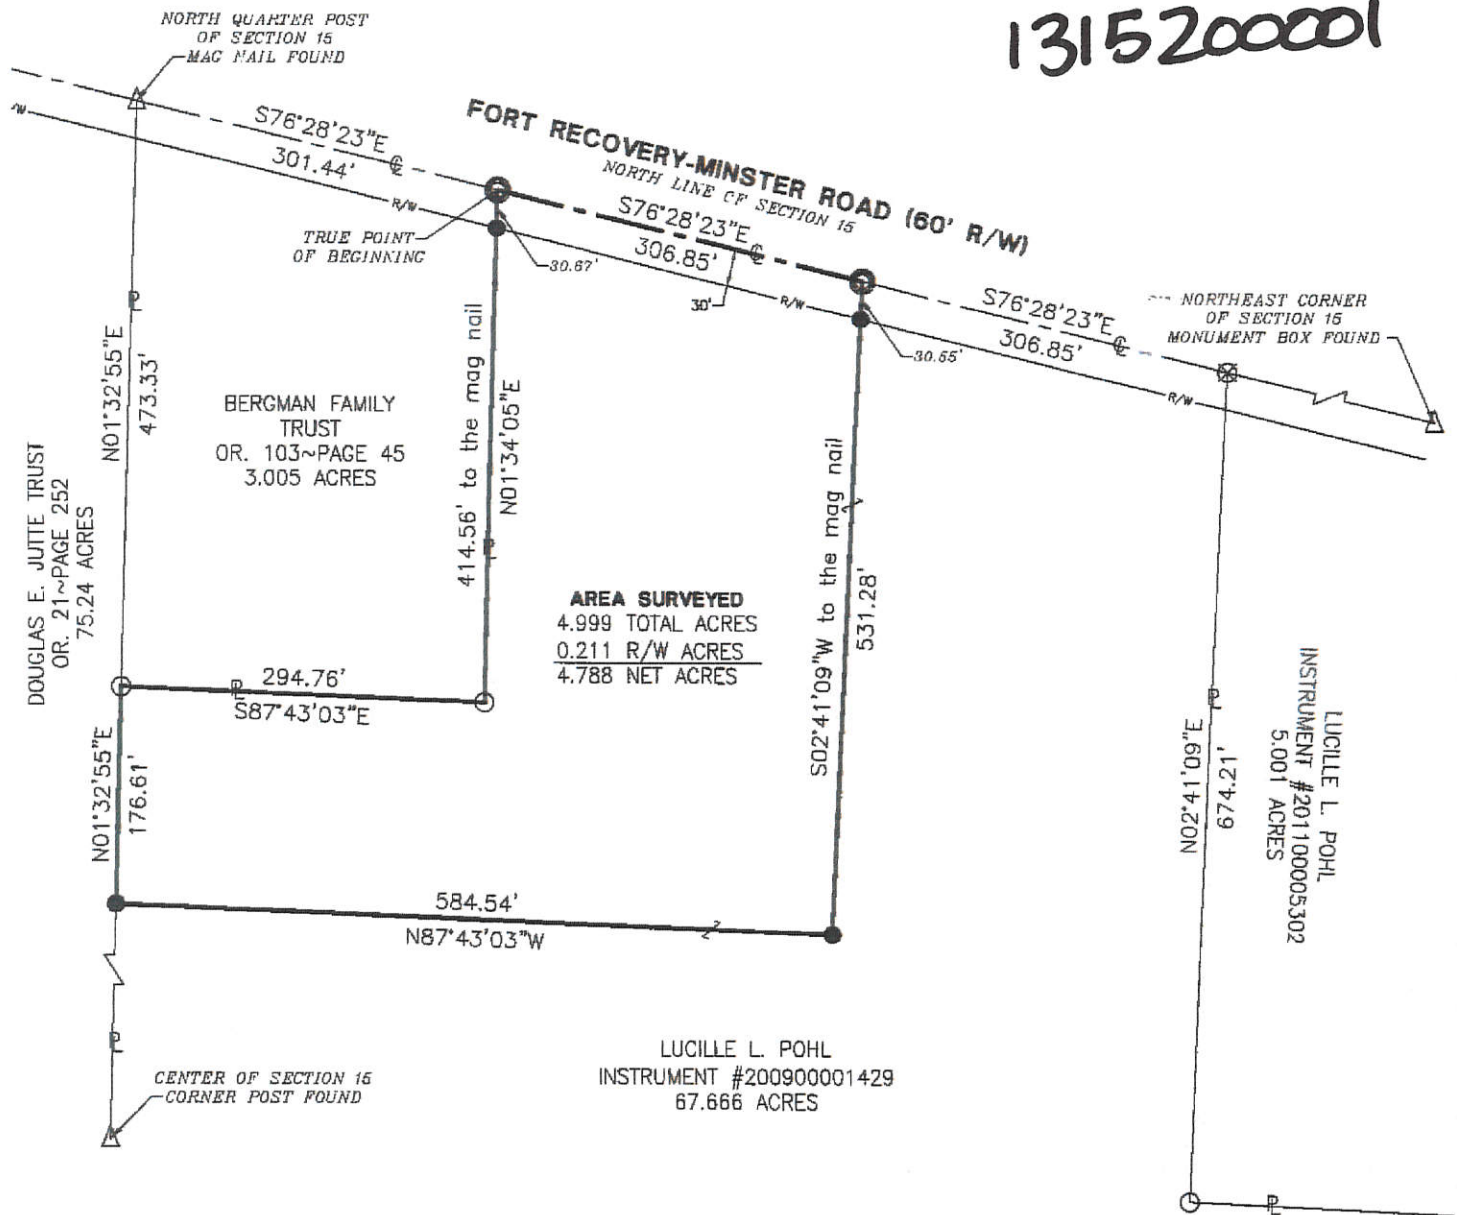 1315200001
NORTH QUARTER POST
OF SECTION 15
MAG NAIL FOUND
R/W
S76°28'23"E
301.44'
℄
FORT RECOVERY-MINSTER ROAD (60' R/W)
NORTH LINE OF SECTION 15
R/W
TRUE POINT
OF BEGINNING
30.67'
S76°28'23"E
306.85'
℄
30'
R/W
S76°28'23"E
306.85'
℄
30.55'
NORTHEAST CORNER
OF SECTION 15
MONUMENT BOX FOUND
R/W
N01°32'55"E
473.33'
BERGMAN FAMILY
TRUST
OR. 103~PAGE 45
3.005 ACRES
414.56' to the mag nail
N01°34'05"E
DOUGLAS E. JUTTE TRUST
OR. 21~PAGE 252
75.24 ACRES
AREA SURVEYED
4.999 TOTAL ACRES
0.211 R/W ACRES
4.788 NET ACRES
S02°41'09"W to the mag nail
531.28'
294.76'
S87°43'03"E
N01°32'55"E
176.61'
N02°41'09"E
674.21'
LUCILLE L. POHL
INSTRUMENT #201100005302
5.001 ACRES
584.54'
N87°43'03"W
LUCILLE L. POHL
INSTRUMENT #200900001429
67.666 ACRES
CENTER OF SECTION 15
CORNER POST FOUND